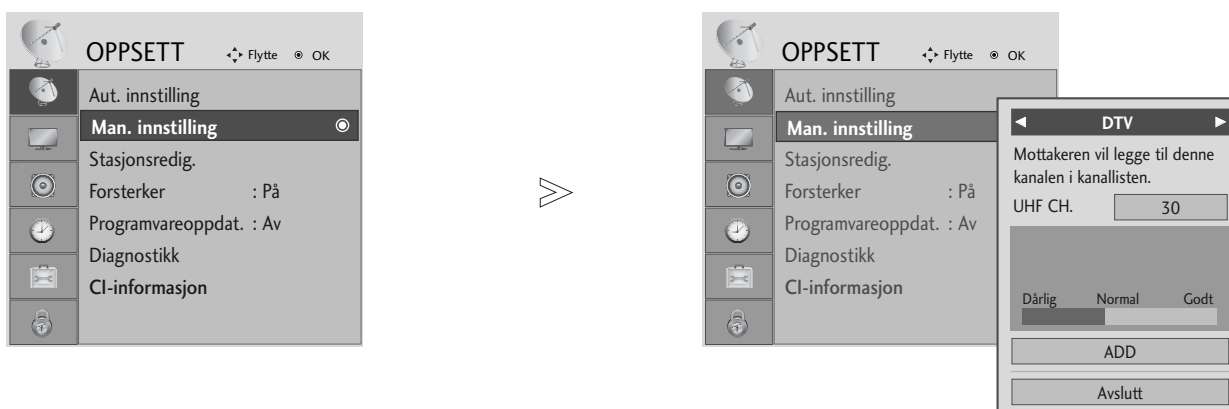 OPPSETT Flytte OK
Aut. innstilling
Man. innstilling
Stasjonsredig.
Forsterker : På
Programvareoppdat. : Av
Diagnostikk
CI-informasjon
OPPSETT Flytte OK
Aut. innstilling
Man. innstilling
Stasjonsredig.
Forsterker : På
Programvareoppdat. : Av
Diagnostikk
CI-informasjon
DTV
Mottakeren vil legge til denne
kanalen i kanallisten.
UHF CH. 30
Dårlig Normal Godt
ADD
Avslutt